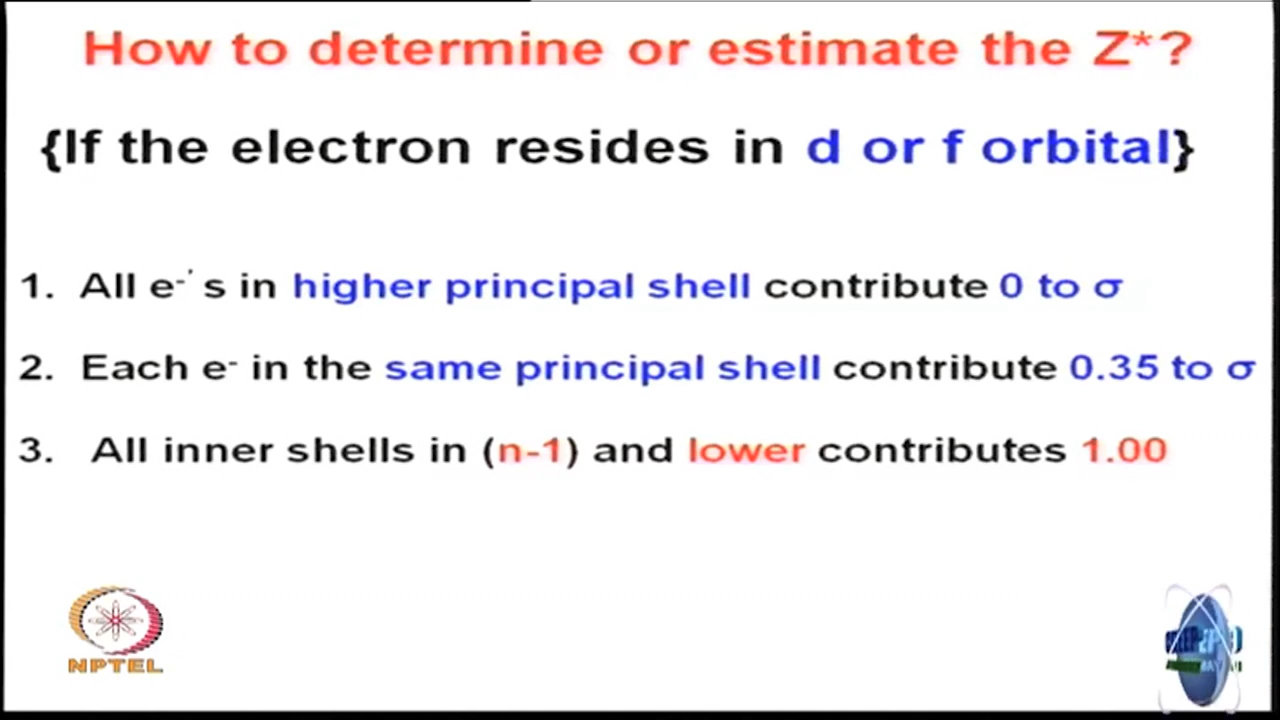 How to determine or estimate the Z*?
{If the electron resides in d or f orbital}
1. All e-' s in higher principal shell contribute 0 to σ
2. Each e- in the same principal shell contribute 0.35 to σ
3. All inner shells in (n-1) and lower contributes 1.00
NPTEL